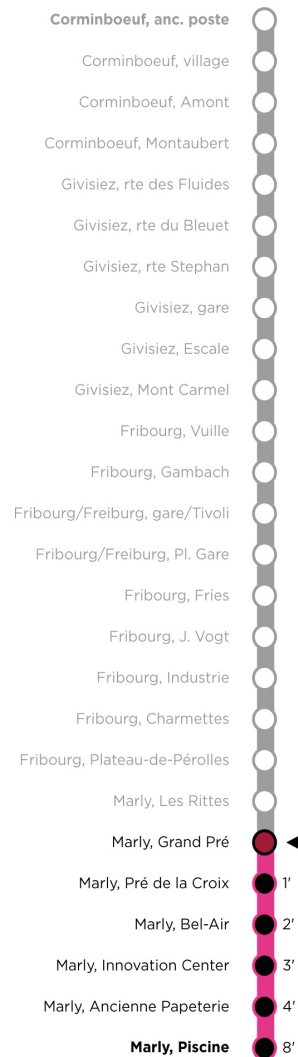 Corminboeuf, anc. poste
Corminboeuf, village
Corminboeuf, Amont
Corminboeuf, Montaubert
Givisiez, rte des Fluides
Givisiez, rte du Bleuet
Givisiez, rte Stephan
Givisiez, gare
Givisiez, Escale
Givisiez, Mont Carmel
Fribourg, Vuille
Fribourg, Gambach
Fribourg/Freiburg, gare/Tivoli
Fribourg/Freiburg, Pl. Gare
Fribourg, Fries
Fribourg, J. Vogt
Fribourg, Industrie
Fribourg, Charmettes
Fribourg, Plateau-de-Pérolles
Marly, Les Rittes
Marly, Grand Pré
Marly, Pré de la Croix 1'
Marly, Bel-Air 2'
Marly, Innovation Center 3'
Marly, Ancienne Papeterie 4'
Marly, Piscine 8'